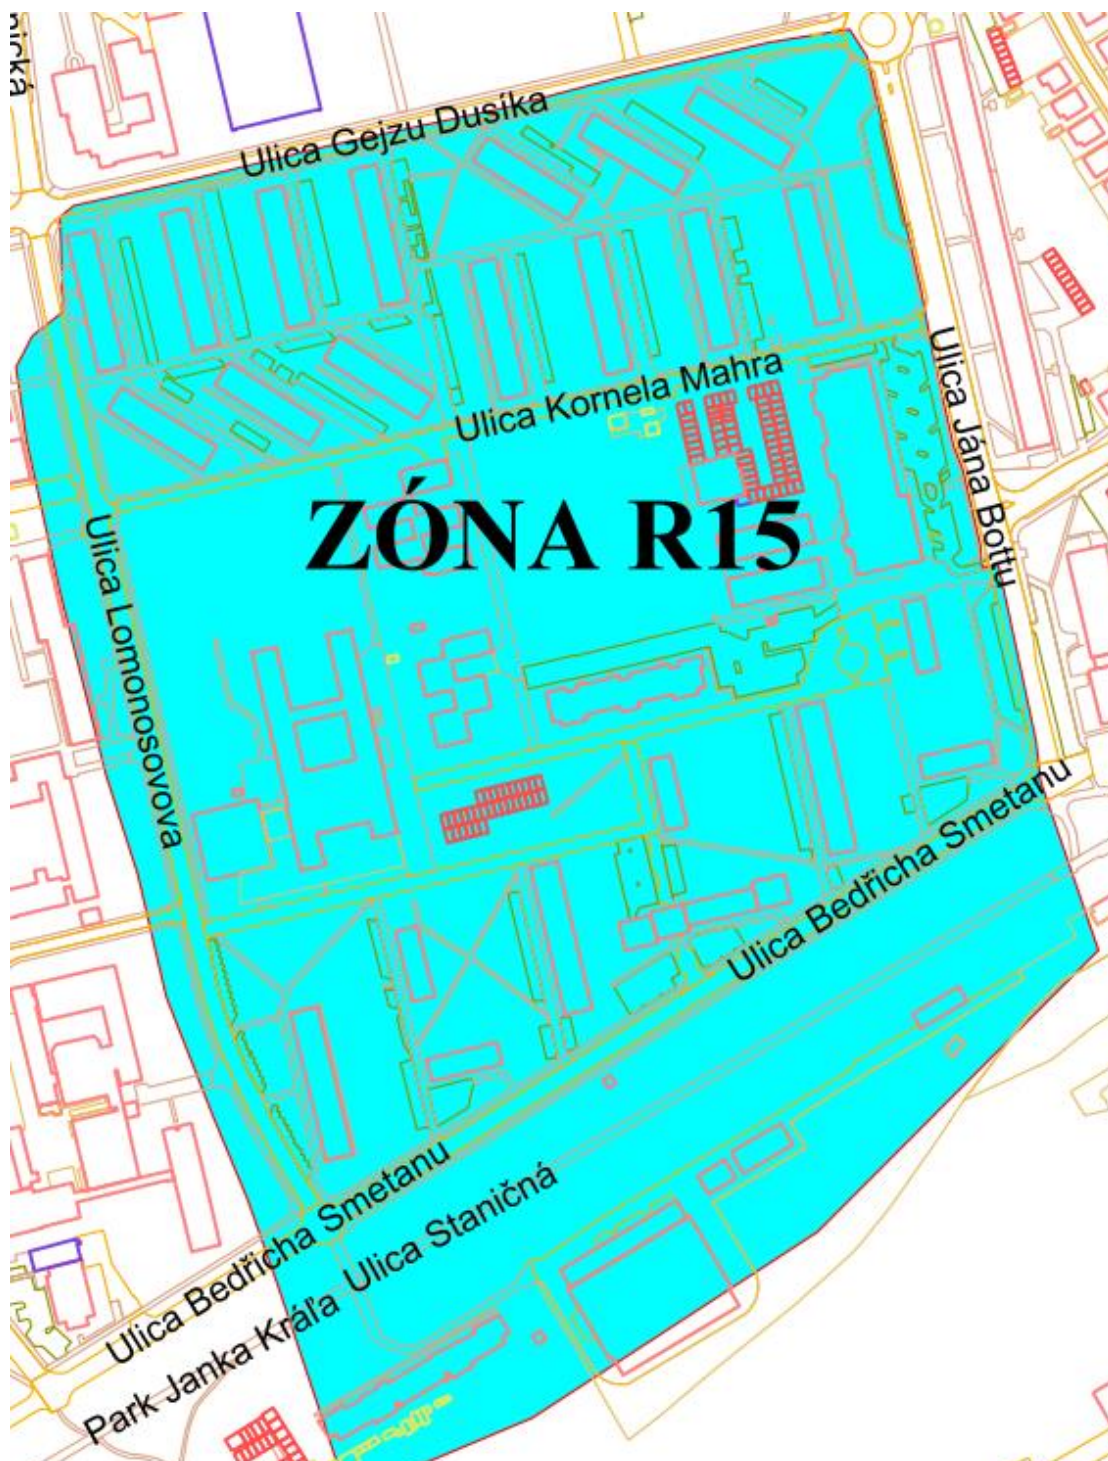 Ulica Gejzu Dusíka
Ulica Kornela Mahra
Ulica Jána Bottu
ZÓNA R15
Ulica Lomonosovova
Ulica Bedřicha Smetanu
Ulica Bedřicha Smetanu
Ulica Staničná
Park Janka Kráľa